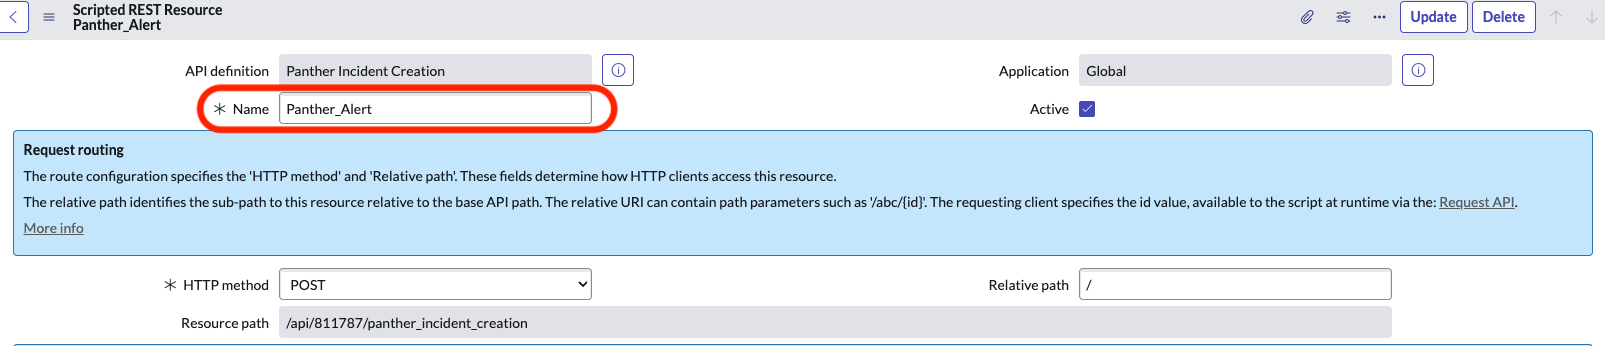 Scripted REST Resource
Panther_Alert
Update
Delete
API definition
Panther Incident Creation
Application
Global
Name
Panther_Alert
Active
Request routing
The route configuration specifies the 'HTTP method' and 'Relative path'. These fields determine how HTTP clients access this resource.
The relative path identifies the sub-path to this resource relative to the base API path. The relative URI can contain path parameters such as '/abc/{id}'. The requesting client specifies the id value, available to the script at runtime via the: Request API.
More info
HTTP method
POST
Relative path
/
Resource path
/api/811787/panther_incident_creation